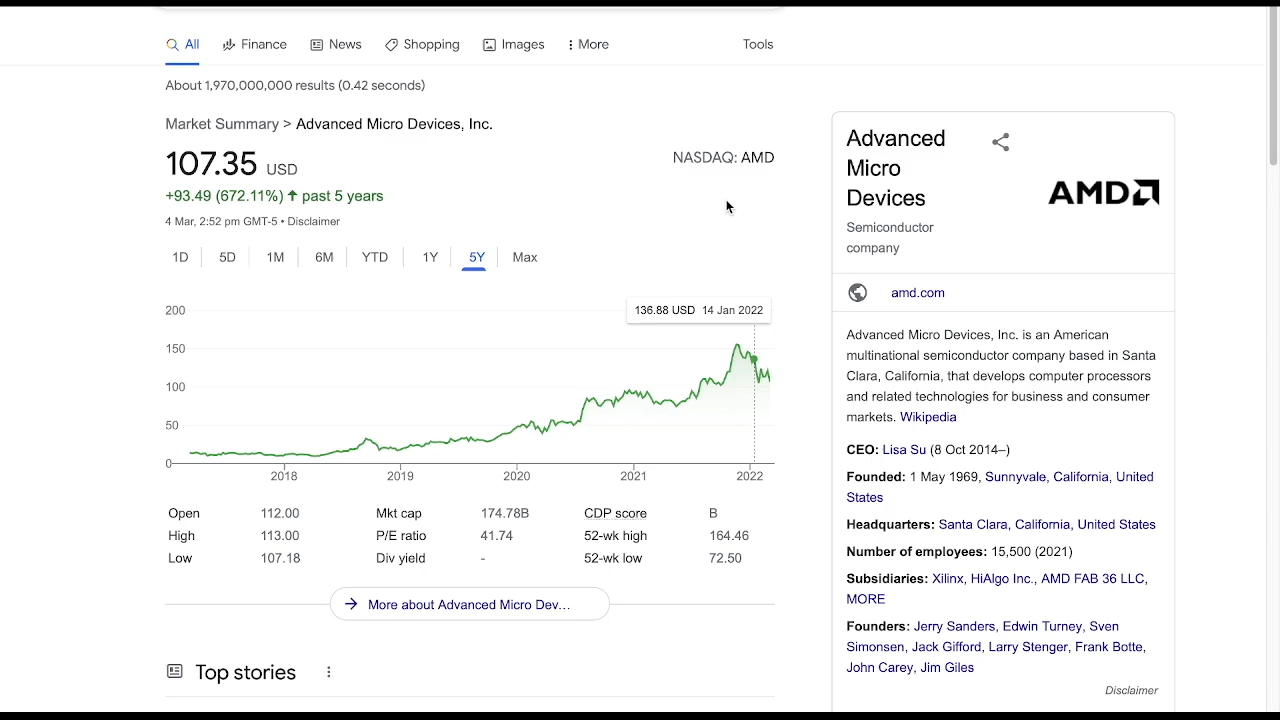 All
Finance
News
Shopping
Images
More
Tools
About 1,970,000,000 results (0.42 seconds)
Market Summary > Advanced Micro Devices, Inc.
107.35 USD
NASDAQ: AMD
+93.49 (672.11%) ↑ past 5 years
4 Mar, 2:52 pm GMT-5 • Disclaimer
1D
5D
1M
6M
YTD
1Y
5Y
Max
136.88 USD 14 Jan 2022
200
150
100
50
0
2018
2019
2020
2021
2022
Open 112.00 Mkt cap 174.78B CDP score B
High 113.00 P/E ratio 41.74 52-wk high 164.46
Low 107.18 Div yield - 52-wk low 72.50
More about Advanced Micro Dev...
Top stories
Advanced
Micro
Devices
AMD
Semiconductor
company
amd.com
Advanced Micro Devices, Inc. is an American
multinational semiconductor company based in Santa
Clara, California, that develops computer processors
and related technologies for business and consumer
markets. Wikipedia
CEO: Lisa Su (8 Oct 2014–)
Founded: 1 May 1969, Sunnyvale, California, United
States
Headquarters: Santa Clara, California, United States
Number of employees: 15,500 (2021)
Subsidiaries: Xilinx, HiAlgo Inc., AMD FAB 36 LLC,
MORE
Founders: Jerry Sanders, Edwin Turney, Sven
Simonsen, Jack Gifford, Larry Stenger, Frank Botte,
John Carey, Jim Giles
Disclaimer